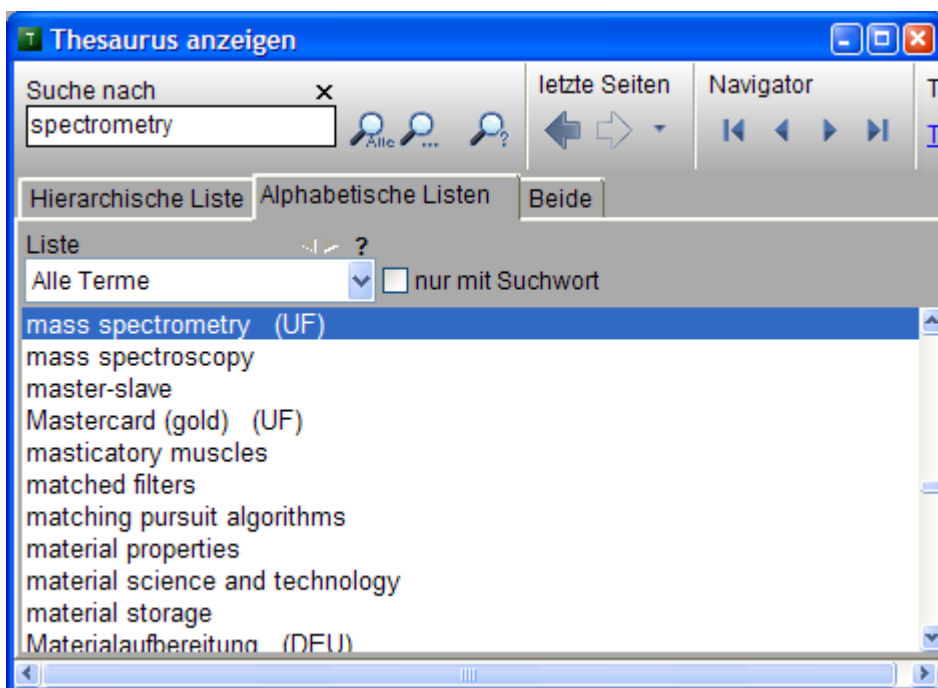 Thesaurus anzeigen
Suche nach
letzte Seiten
Navigator
T
spectrometry
Alle
...
?
T
Hierarchische Liste
Alphabetische Listen
Beide
Liste
?
Alle Terme
nur mit Suchwort
mass spectrometry (UF)
mass spectroscopy
master-slave
Mastercard (gold) (UF)
masticatory muscles
matched filters
matching pursuit algorithms
material properties
material science and technology
material storage
Materialaufbereitung (DEU)